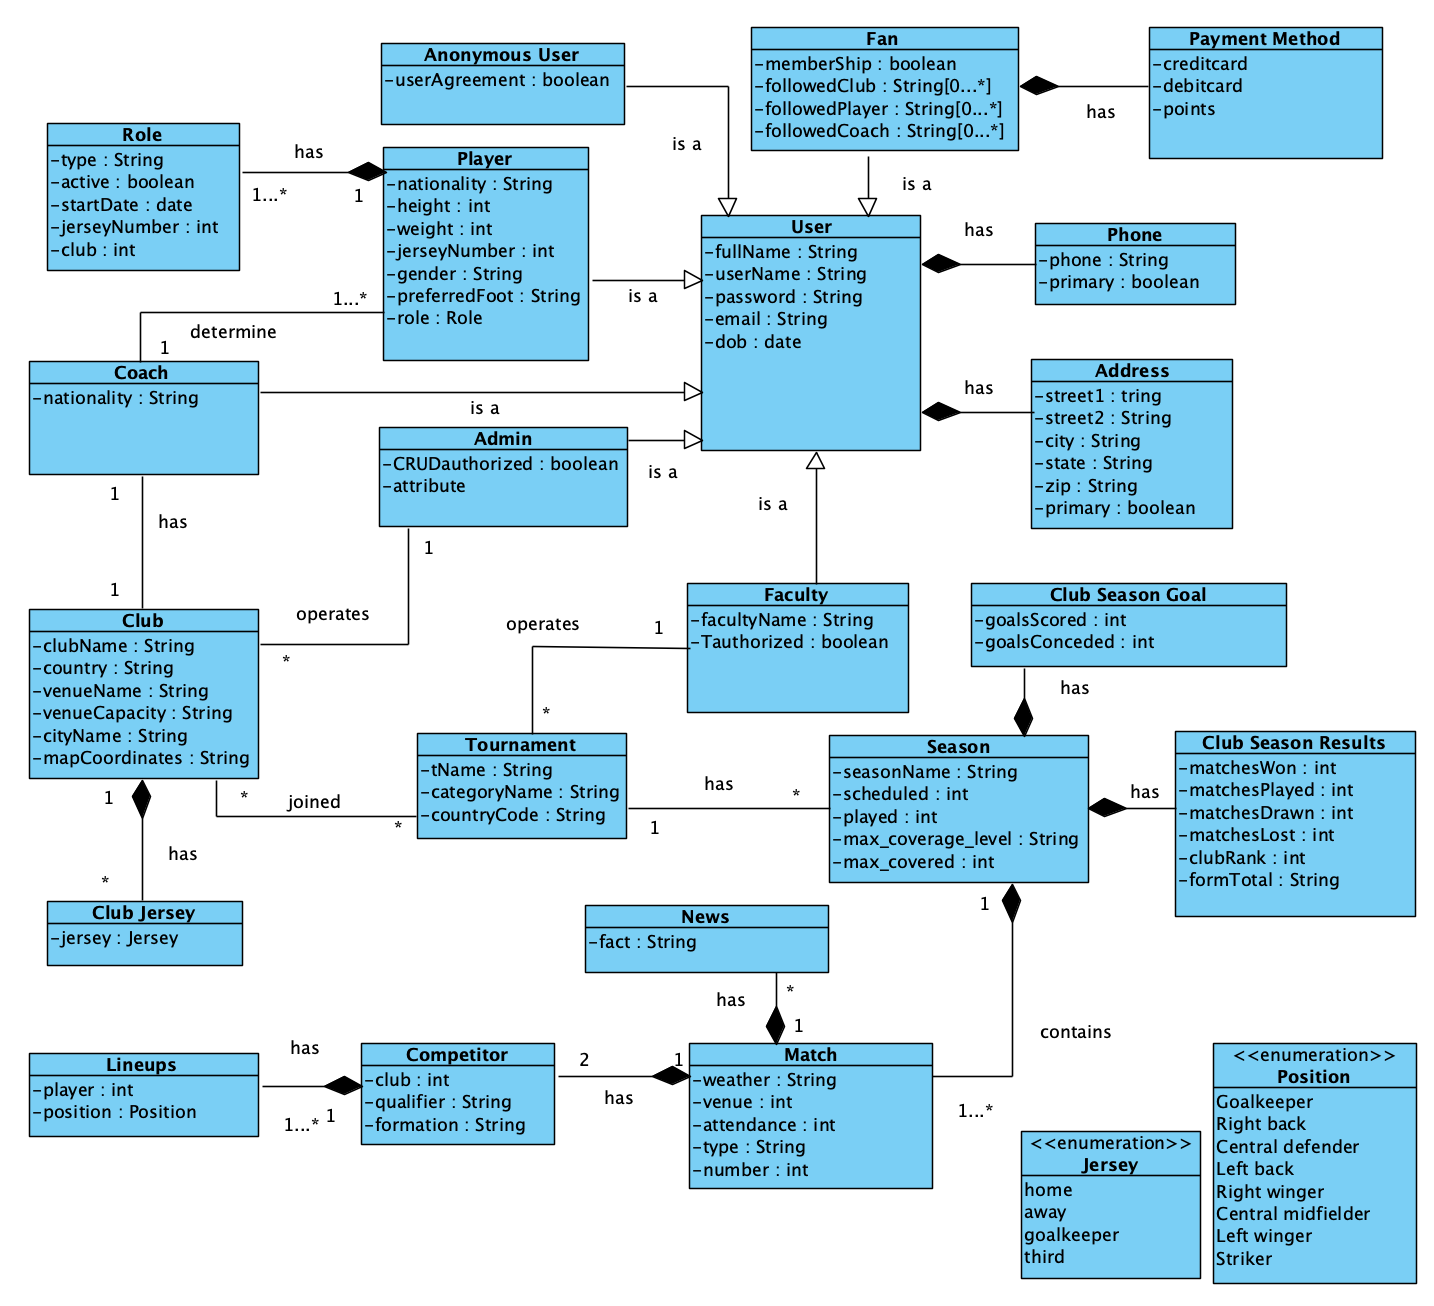 Anonymous User
-userAgreement : boolean
Fan
-memberShip : boolean
-followedClub : String[0...*]
-followedPlayer : String[0...*]
-followedCoach : String[0...*]
has
Payment Method
-creditcard
-debitcard
-points
Role
-type : String
-active : boolean
-startDate : date
-jerseyNumber : int
-club : int
has
1...*
1
Player
-nationality : String
-height : int
-weight : int
-jerseyNumber : int
-gender : String
-preferredFoot : String
-role : Role
is a
is a
is a
User
-fullName : String
-userName : String
-password : String
-email : String
-dob : date
has
Phone
-phone : String
-primary : boolean
has
Address
-street1 : tring
-street2 : String
-city : String
-state : String
-zip : String
-primary : boolean
1...*
determine
1
Coach
-nationality : String
is a
Admin
-CRUDauthorized : boolean
-attribute
is a
is a
1
has
1
1
operates
*
Club
-clubName : String
-country : String
-venueName : String
-venueCapacity : String
-cityName : String
-mapCoordinates : String
Faculty
-facultyName : String
-Tauthorized : boolean
operates
1
*
Club Season Goal
-goalsScored : int
-goalsConceded : int
has
Tournament
-tName : String
-categoryName : String
-countryCode : String
*
joined
*
has
1
*
Season
-seasonName : String
-scheduled : int
-played : int
-max_coverage_level : String
-max_covered : int
has
Club Season Results
-matchesWon : int
-matchesPlayed : int
-matchesDrawn : int
-matchesLost : int
-clubRank : int
-formTotal : String
1
has
*
Club Jersey
-jersey : Jersey
News
-fact : String
has
*
1
1
contains
1...*
Lineups
-player : int
-position : Position
has
1...*
1
Competitor
-club : int
-qualifier : String
-formation : String
2
1
has
Match
-weather : String
-venue : int
-attendance : int
-type : String
-number : int
<<enumeration>>
Jersey
home
away
goalkeeper
third
<<enumeration>>
Position
Goalkeeper
Right back
Central defender
Left back
Right winger
Central midfielder
Left winger
Striker